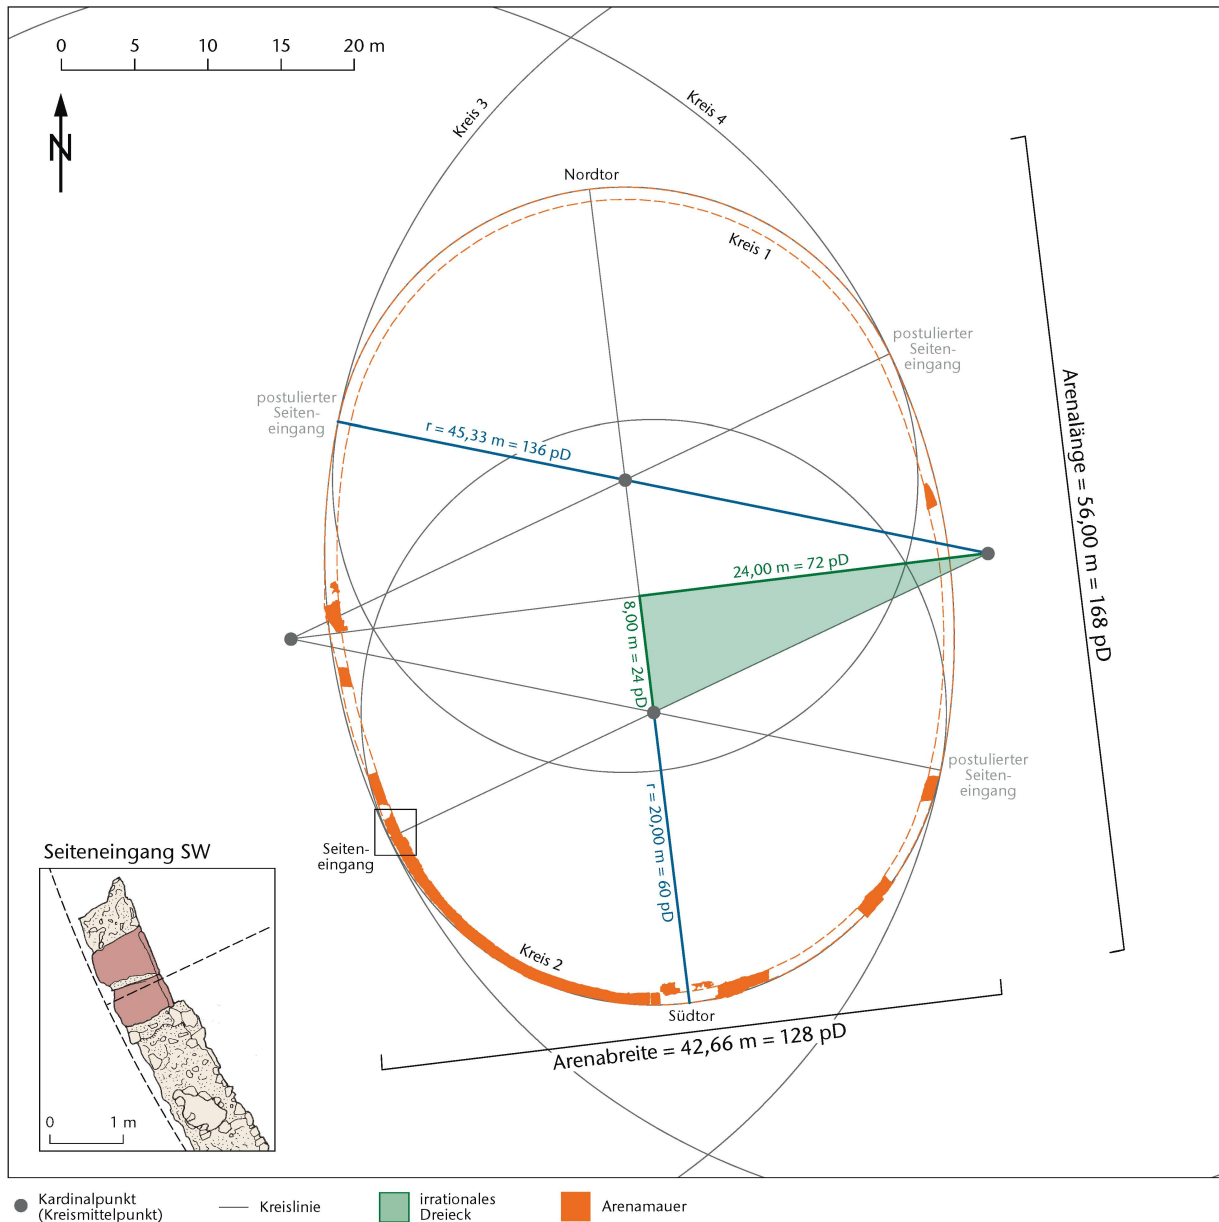 0 5 10 15 20 m
N
Kreis 3
Kreis 4
Nordtor
Kreis 1
postulierter
Seiten-
eingang
postulierter
Seiten-
eingang
r = 45,33 m = 136 pD
Arenalänge = 56,00 m = 168 pD
24,00 m = 72 pD
8,00 m = 24 pD
postulierter
Seiten-
eingang
r = 20,00 m = 60 pD
Seiten-
eingang
Kreis 2
Südtor
Arenabreite = 42,66 m = 128 pD
Seiteneingang SW
0 1 m
Kardinalpunkt
(Kreismittelpunkt)
Kreislinie
irrationales
Dreieck
Arenamauer